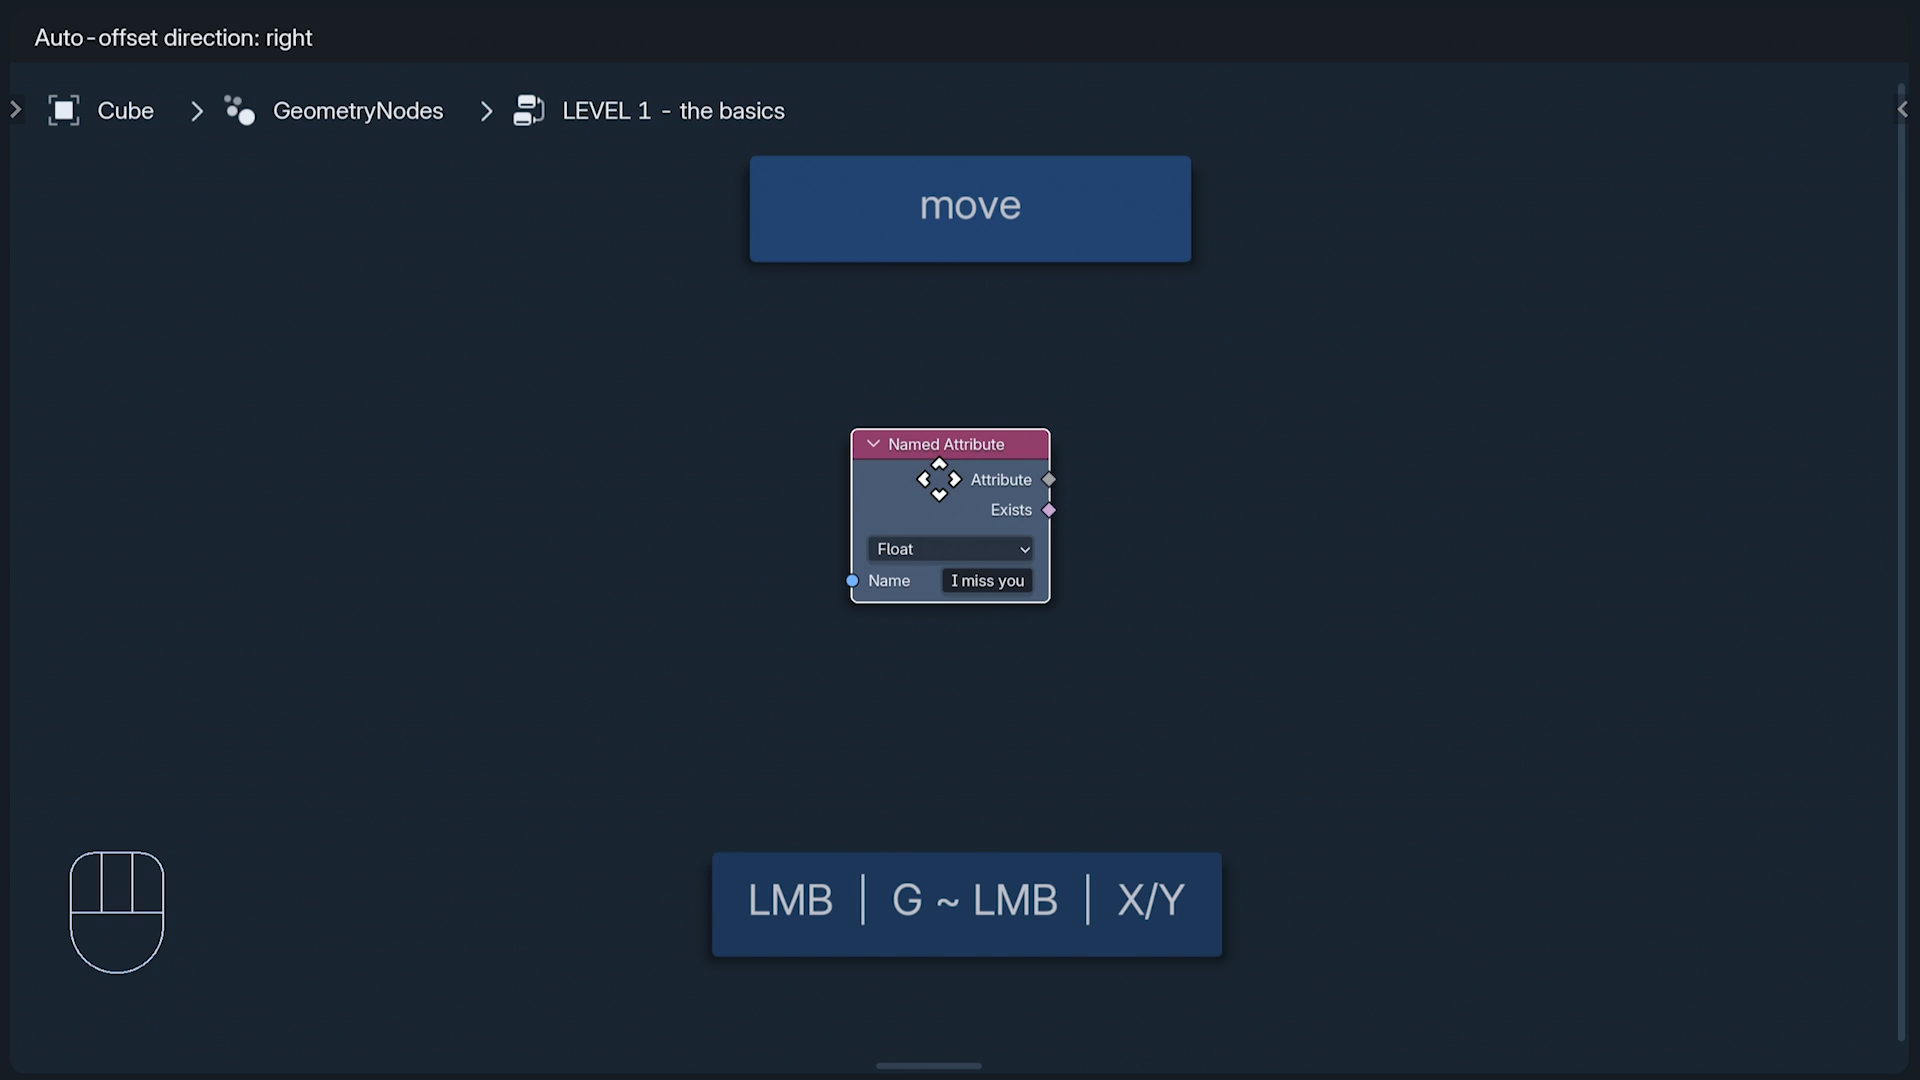 Auto-offset direction: right
Cube
GeometryNodes
LEVEL 1 - the basics
move
Named Attribute
Attribute
Exists
Float
Name
I miss you
LMB | G ~ LMB | X/Y